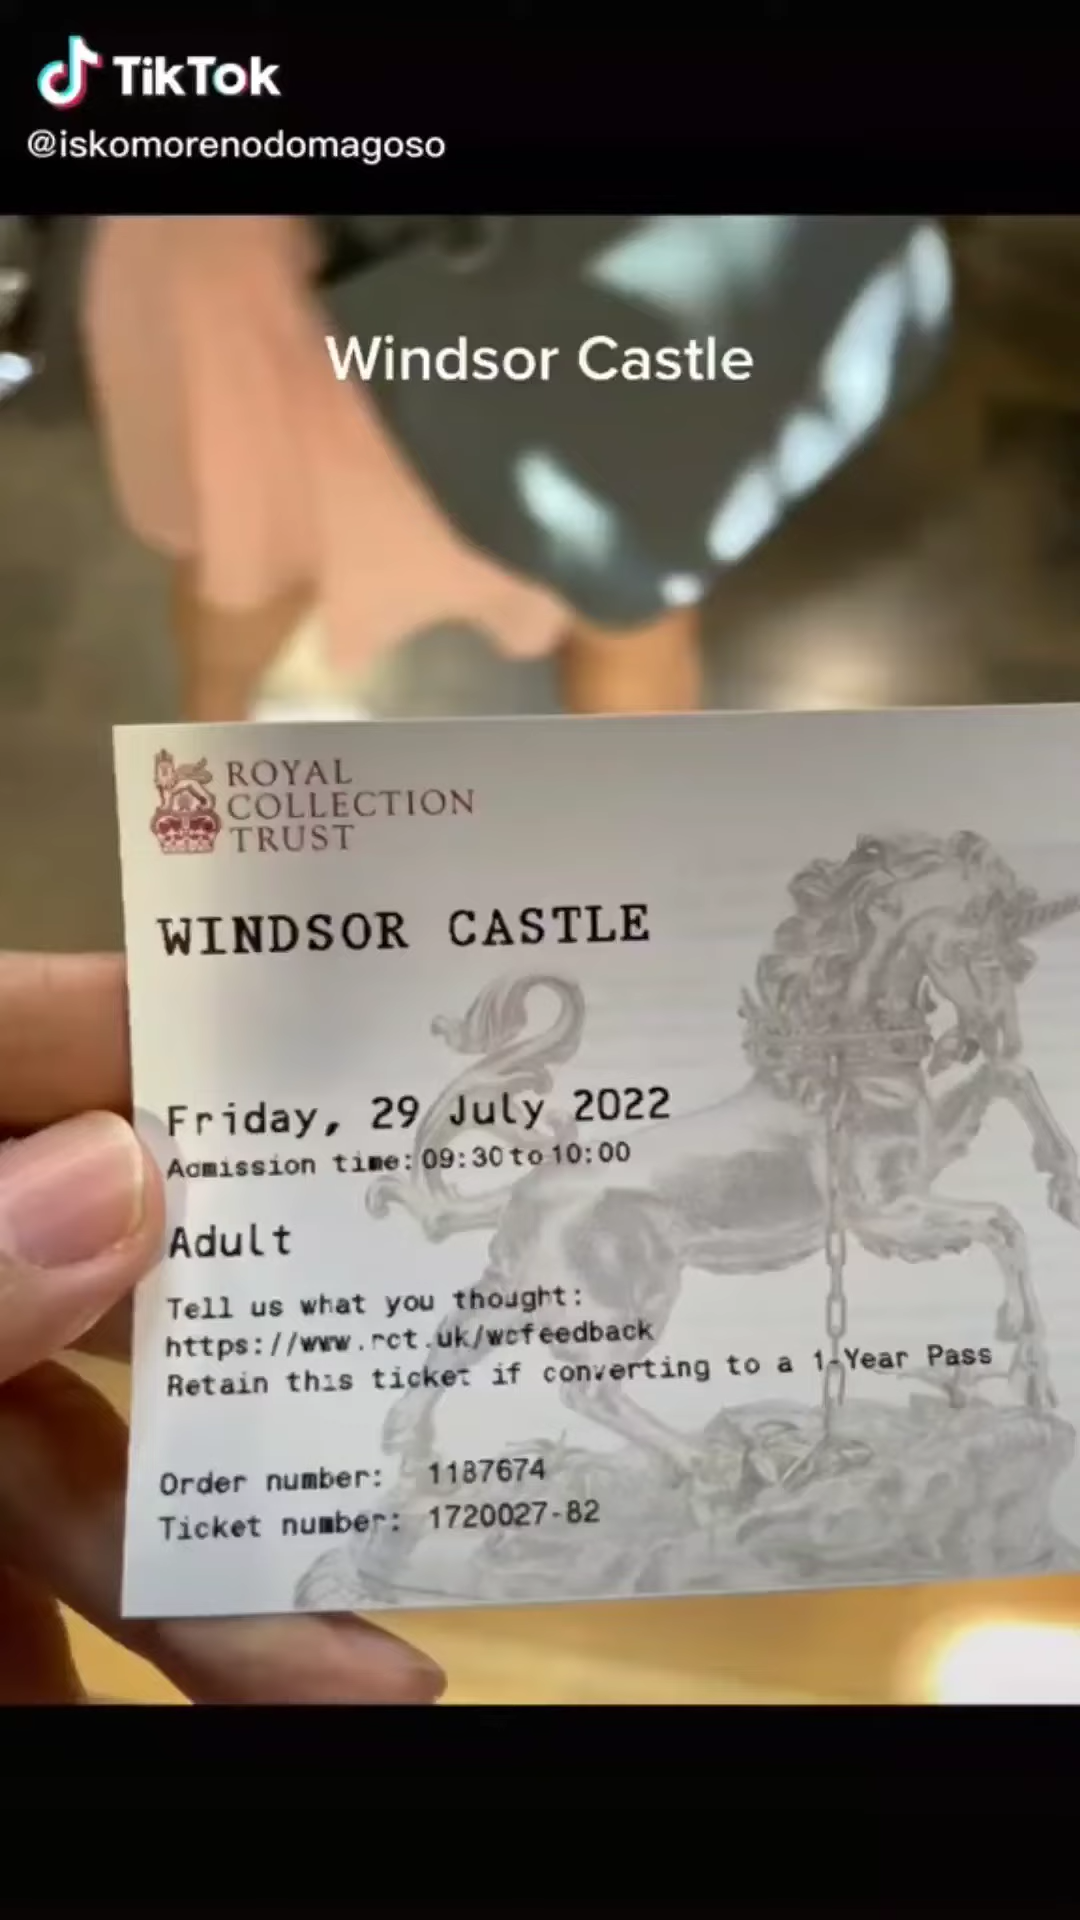 TikTok
@iskomorenodomagoso
Windsor Castle
ROYAL
COLLECTION
TRUST
WINDSOR CASTLE
Friday, 29 July 2022
Admission time: 09:30 to 10:00
Adult
Tell us what you thought:
https://www.rct.uk/wcfeedback
Retain this ticket if converting to a 1-Year Pass
Order number: 1187674
Ticket number: 1720027-82